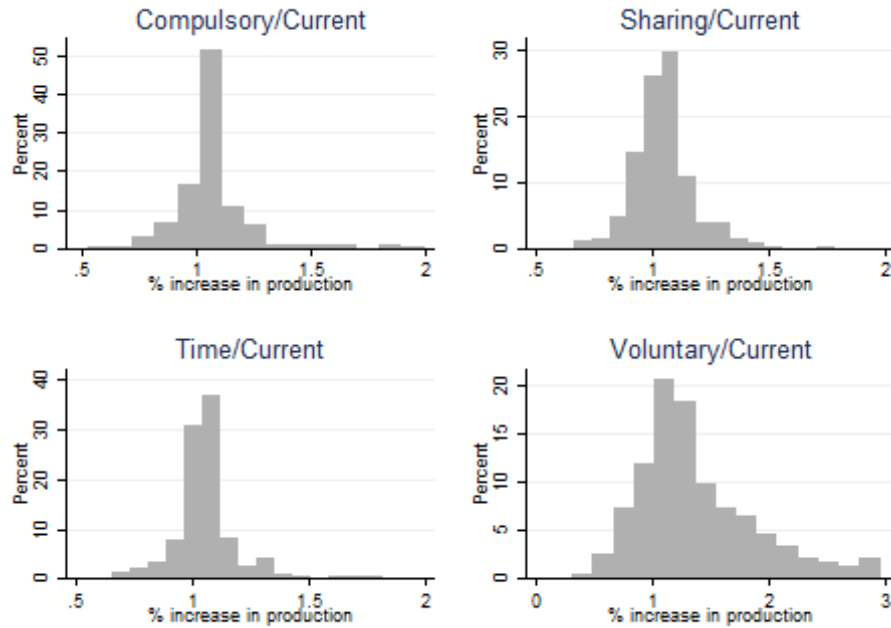 Compulsory/Current
Percent
50
40
30
20
10
0
.5 1 1.5 2
% increase in production
Sharing/Current
Percent
30
20
10
0
.5 1 1.5 2
% increase in production
Time/Current
Percent
40
30
20
10
0
.5 1 1.5 2
% increase in production
Voluntary/Current
Percent
20
15
10
5
0
0 1 2 3
% increase in production